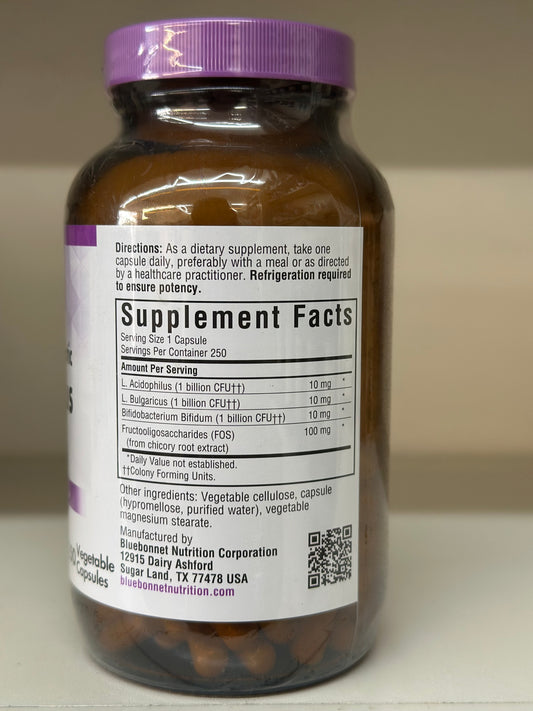 Directions: As a dietary supplement, take one
capsule daily, preferably with a meal or as directed
by a healthcare practitioner. Refrigeration required
to ensure potency.
Supplement Facts
Serving Size 1 Capsule
Servings Per Container 250
Amount Per Serving
L. Acidophilus (1 billion CFU††) 10 mg *
L. Bulgaricus (1 billion CFU††) 10 mg *
Bifidobacterium Bifidum (1 billion CFU††) 10 mg *
Fructooligosaccharides (FOS) 100 mg *
(from chicory root extract)
*Daily Value not established.
††Colony Forming Units.
Other ingredients: Vegetable cellulose, capsule
(hypromellose, purified water), vegetable
magnesium stearate.
Manufactured by
Bluebonnet Nutrition Corporation
12915 Dairy Ashford
Sugar Land, TX 77478 USA
bluebonnetnutrition.com
Vegetable
Capsules